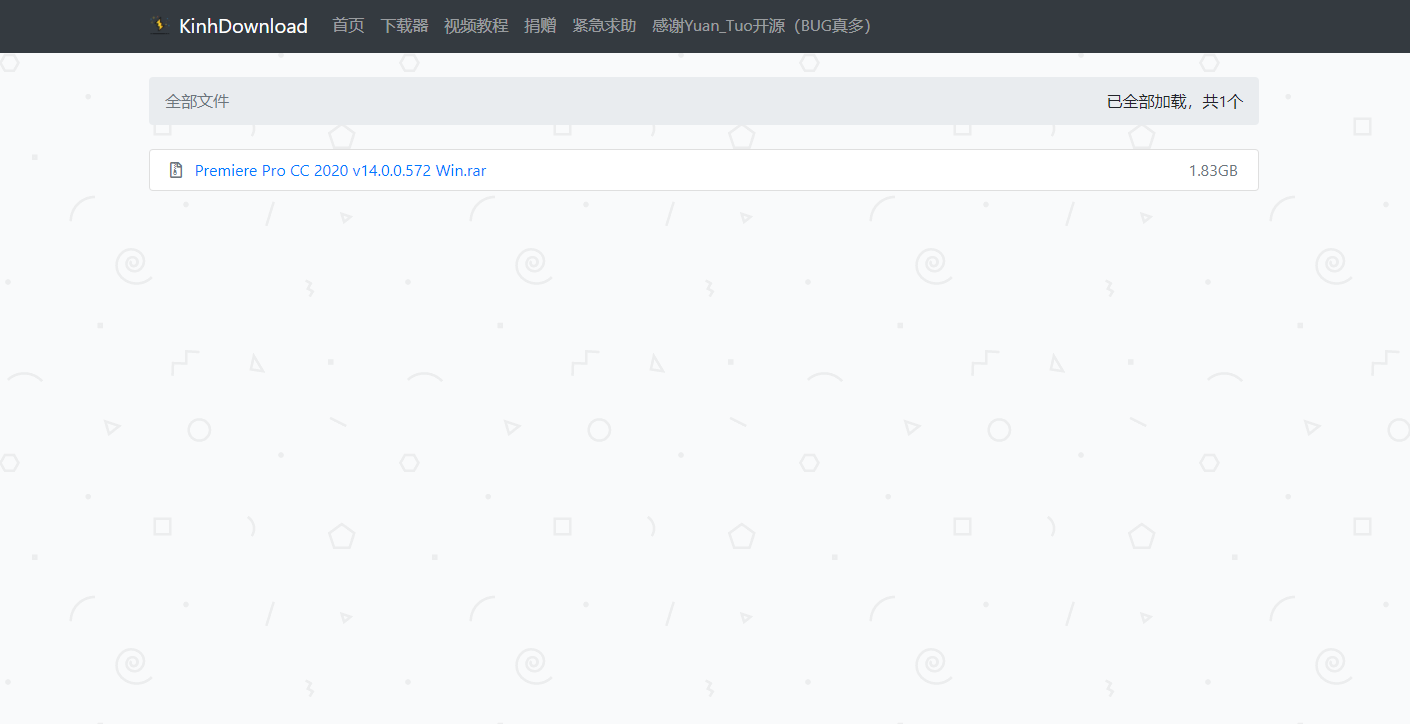 KinhDownload 首页 下载器 视频教程 捐赠 紧急求助 感谢Yuan_Tuo开源（BUG真多）
全部文件 已全部加载，共1个
Premiere Pro CC 2020 v14.0.0.572 Win.rar 1.83GB